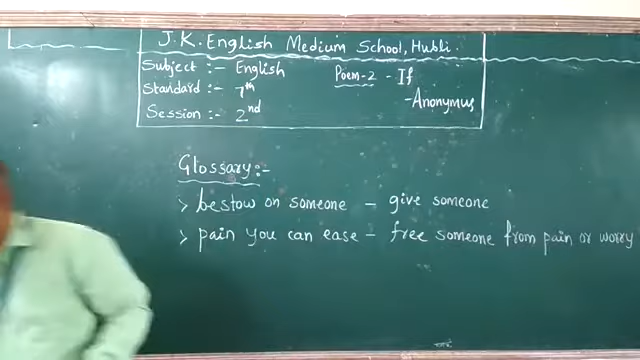 J.K. English Medium School, Hubli.
Subject :- English
Poem-2 - If
Standard :- 7th
-Anonymus
Session :- 2nd
Glossary:-
> bestow on someone - give someone
> pain you can ease - free someone from pain or worry